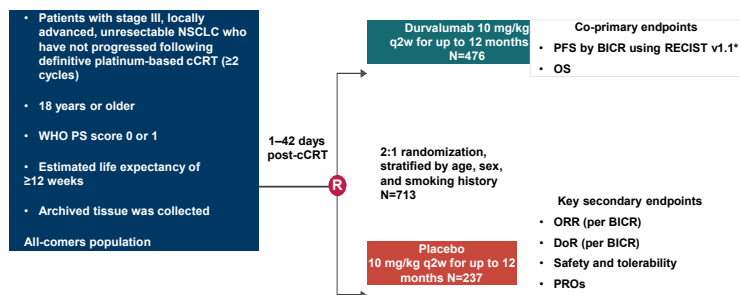 • Patients with stage III, locally
advanced, unresectable NSCLC who
have not progressed following
definitive platinum-based cCRT (≥2
cycles)
• 18 years or older
• WHO PS score 0 or 1
• Estimated life expectancy of
≥12 weeks
• Archived tissue was collected
All-comers population
1–42 days
post-cCRT
R
Durvalumab 10 mg/kg
q2w for up to 12 months
N=476
2:1 randomization,
stratified by age, sex,
and smoking history
N=713
Placebo
10 mg/kg q2w for up to 12
months N=237
Co-primary endpoints
• PFS by BICR using RECIST v1.1*
• OS
Key secondary endpoints
• ORR (per BICR)
• DoR (per BICR)
• Safety and tolerability
• PROs